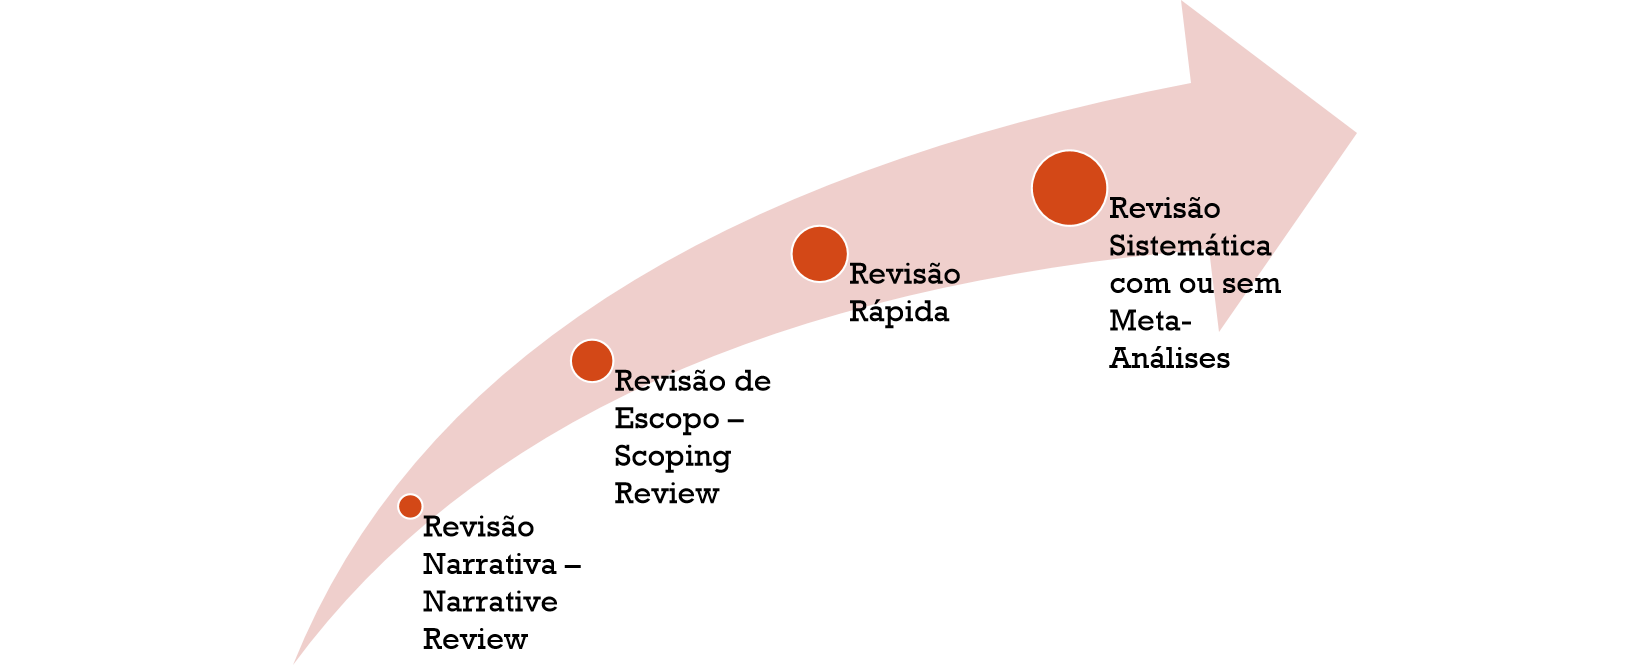 Revisão
Narrativa –
Narrative
Review
Revisão de
Escopo –
Scoping
Review
Revisão
Rápida
Revisão
Sistemática
com ou sem
Meta-
Análises